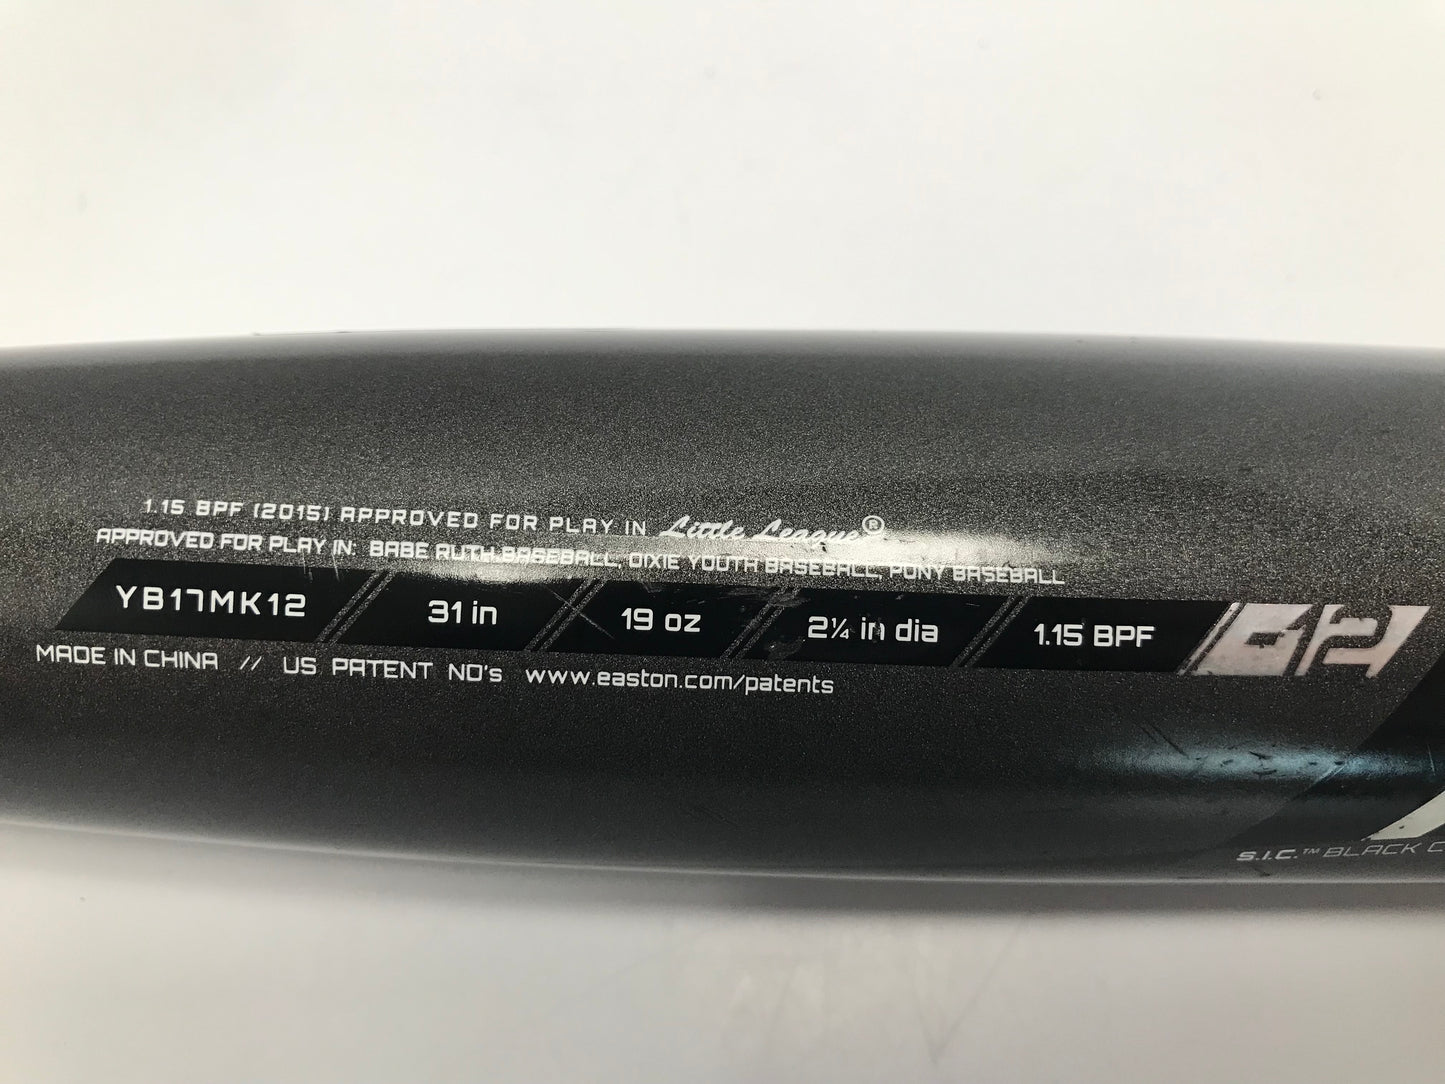 1.15 BPF (2015) APPROVED FOR PLAY IN Little League®
APPROVED FOR PLAY IN: BABE RUTH BASEBALL, DIXIE YOUTH BASEBALL, PONY BASEBALL
YB17MK12 31 in 19 oz 2¼ in dia 1.15 BPF -12
MADE IN CHINA // US PATENT NO's www.easton.com/patents
S.I.C.™ BLACK